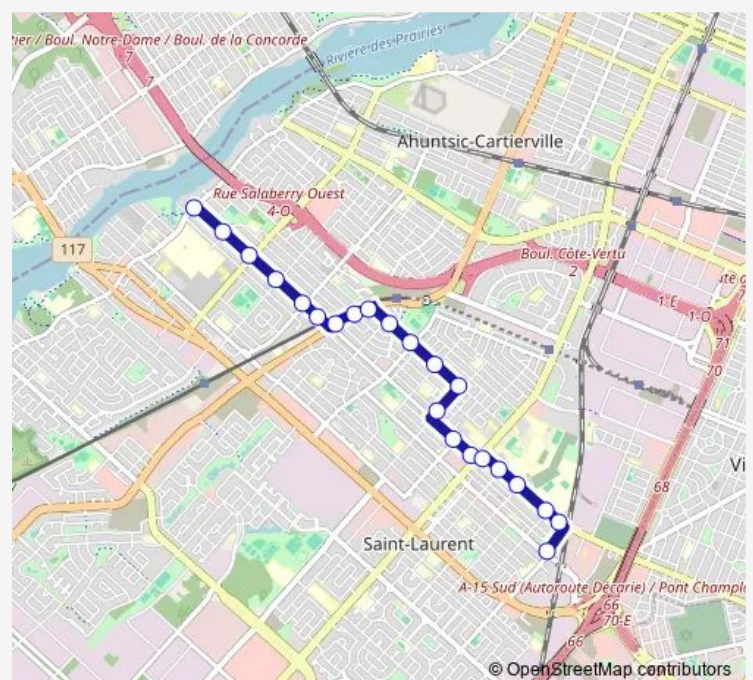 tier / Boul. Notre-Dame / Boul. de la Concorde
7
7
Rivière des Prairies
Ahuntsic-Cartierville
Rue Salaberry Ouest
4-O
117
Boul. Côte-Vertu
2
1-E
1-O
71
70
68
Saint-Laurent
A-15 Sud (Autoroute Décarie) / Pont Champl
66
70-E
66
© OpenStreetMap contributors